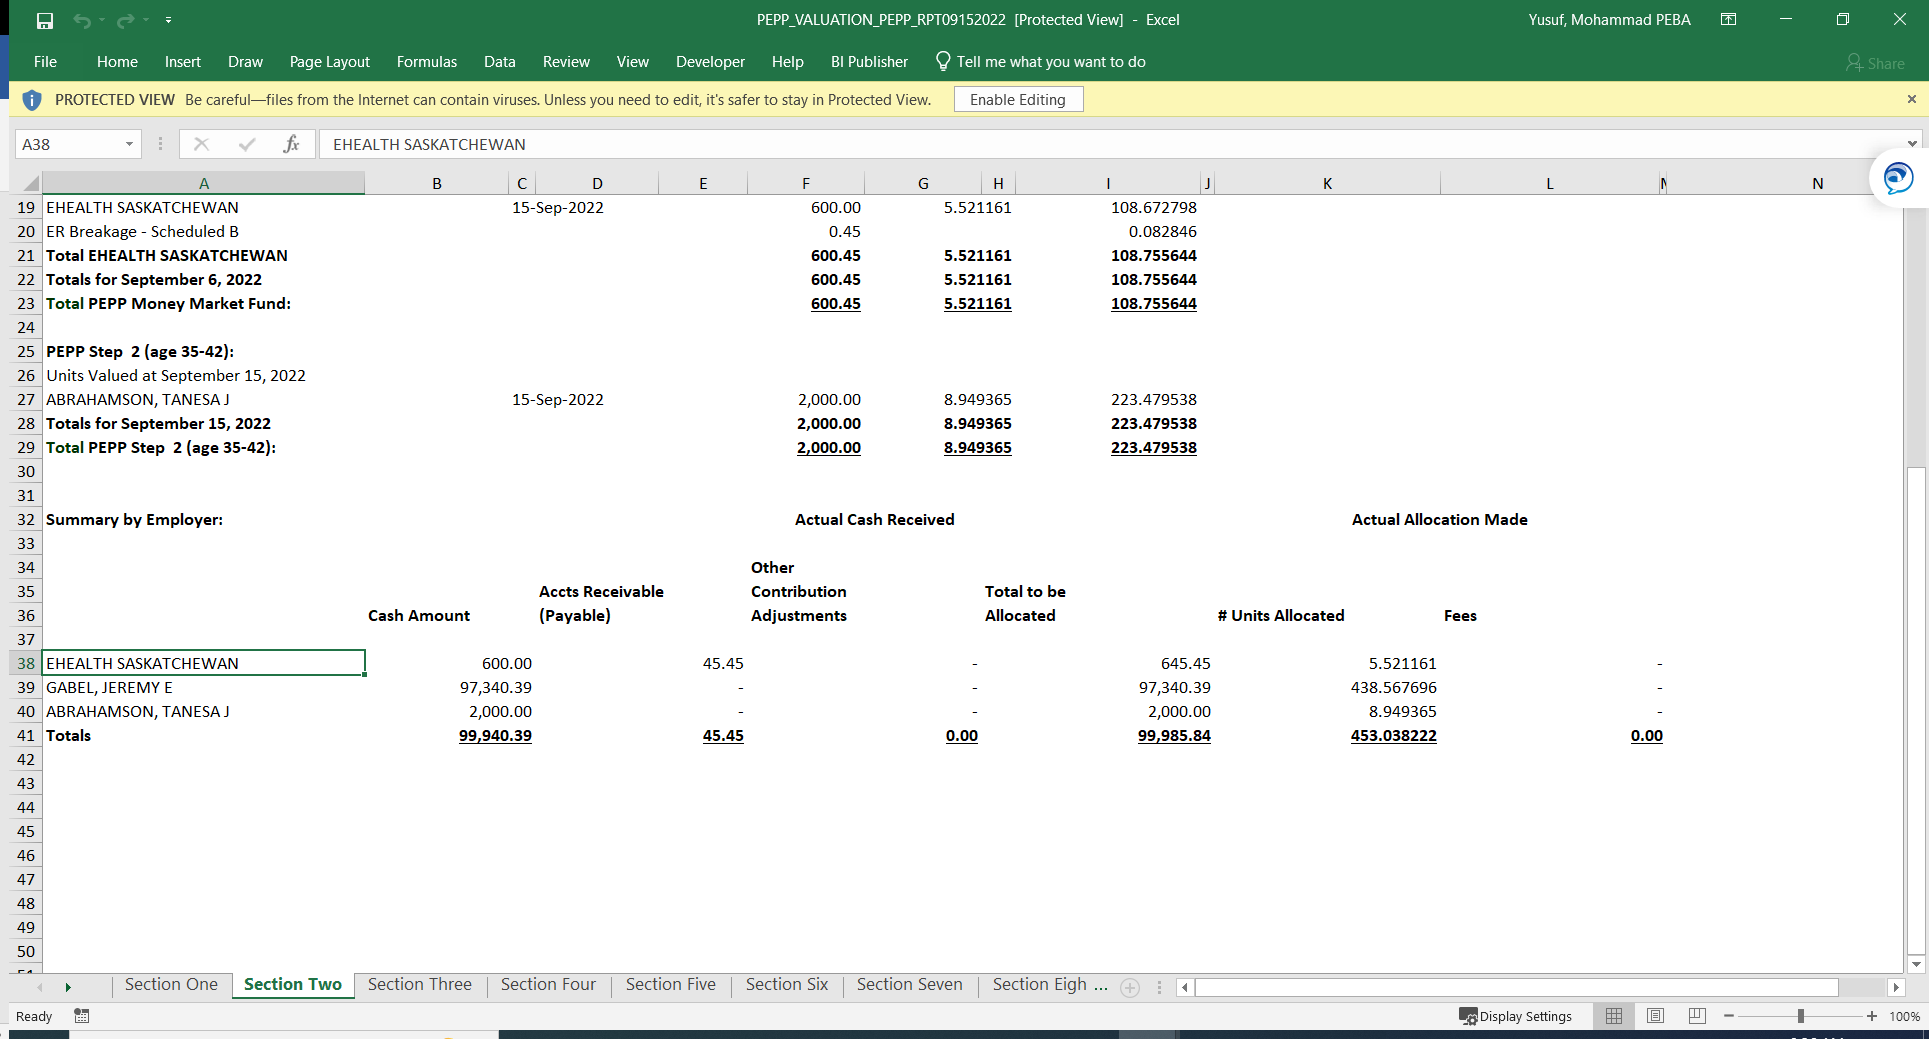 PEPP_VALUATION_PEPP_RPT09152022 [Protected View] - Excel
Yusuf, Mohammad PEBA
File Home Insert Draw Page Layout Formulas Data Review View Developer Help BI Publisher Tell me what you want to do Share
PROTECTED VIEW Be careful—files from the Internet can contain viruses. Unless you need to edit, it's safer to stay in Protected View. Enable Editing
A38 fx EHEALTH SASKATCHEWAN
A B C D E F G H I J K L N
19 EHEALTH SASKATCHEWAN 15-Sep-2022 600.00 5.521161 108.672798
20 ER Breakage - Scheduled B 0.45 0.082846
21 Total EHEALTH SASKATCHEWAN 600.45 5.521161 108.755644
22 Totals for September 6, 2022 600.45 5.521161 108.755644
23 Total PEPP Money Market Fund: 600.45 5.521161 108.755644
24
25 PEPP Step 2 (age 35-42):
26 Units Valued at September 15, 2022
27 ABRAHAMSON, TANESA J 15-Sep-2022 2,000.00 8.949365 223.479538
28 Totals for September 15, 2022 2,000.00 8.949365 223.479538
29 Total PEPP Step 2 (age 35-42): 2,000.00 8.949365 223.479538
30
31
32 Summary by Employer: Actual Cash Received Actual Allocation Made
33
34 Other
35 Accts Receivable Contribution Total to be
36 Cash Amount (Payable) Adjustments Allocated # Units Allocated Fees
37
38 EHEALTH SASKATCHEWAN 600.00 45.45 - 645.45 5.521161 -
39 GABEL, JEREMY E 97,340.39 - - 97,340.39 438.567696 -
40 ABRAHAMSON, TANESA J 2,000.00 - - 2,000.00 8.949365 -
41 Totals 99,940.39 45.45 0.00 99,985.84 453.038222 0.00
42
43
44
45
46
47
48
49
50
Section One Section Two Section Three Section Four Section Five Section Six Section Seven Section Eigh ...
Ready Display Settings 100%